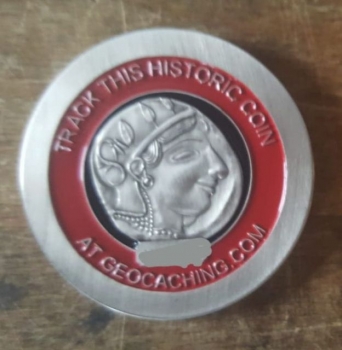 TRACK THIS HISTORIC COIN
AT GEOCACHING.COM